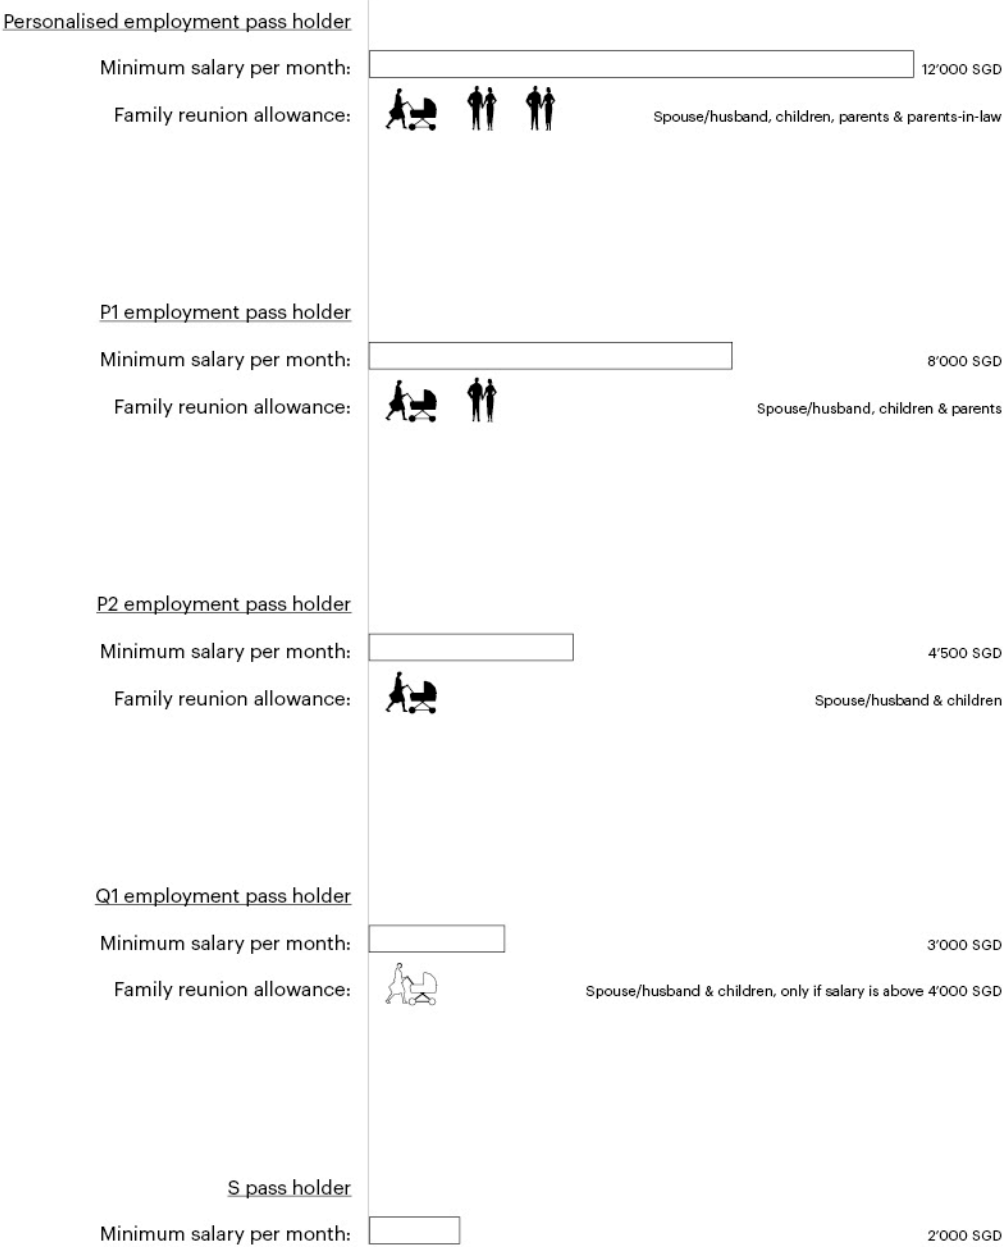 Personalised employment pass holder
Minimum salary per month: 12'000 SGD
Family reunion allowance: Spouse/husband, children, parents & parents-in-law
P1 employment pass holder
Minimum salary per month: 8'000 SGD
Family reunion allowance: Spouse/husband, children & parents
P2 employment pass holder
Minimum salary per month: 4'500 SGD
Family reunion allowance: Spouse/husband & children
Q1 employment pass holder
Minimum salary per month: 3'000 SGD
Family reunion allowance: Spouse/husband & children, only if salary is above 4'000 SGD
S pass holder
Minimum salary per month: 2'000 SGD